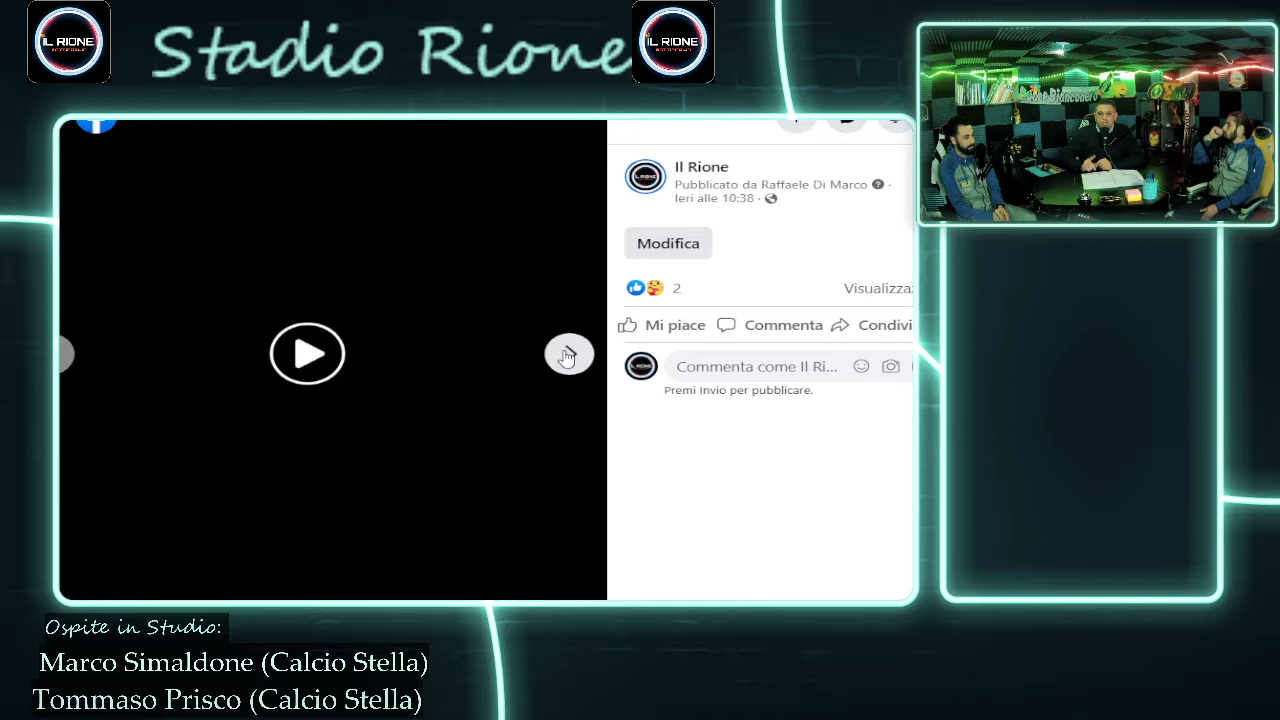 IL RIONE
Stadio Rione
IL RIONE
Il Rione
Pubblicato da Raffaele Di Marco ·
Ieri alle 10:38 ·
Modifica
2
Visualizza
Mi piace
Commenta
Condivi
Commenta come Il Ri...
Premi Invio per pubblicare.
Ospite in Studio:
Marco Simaldone (Calcio Stella)
Tommaso Prisco (Calcio Stella)